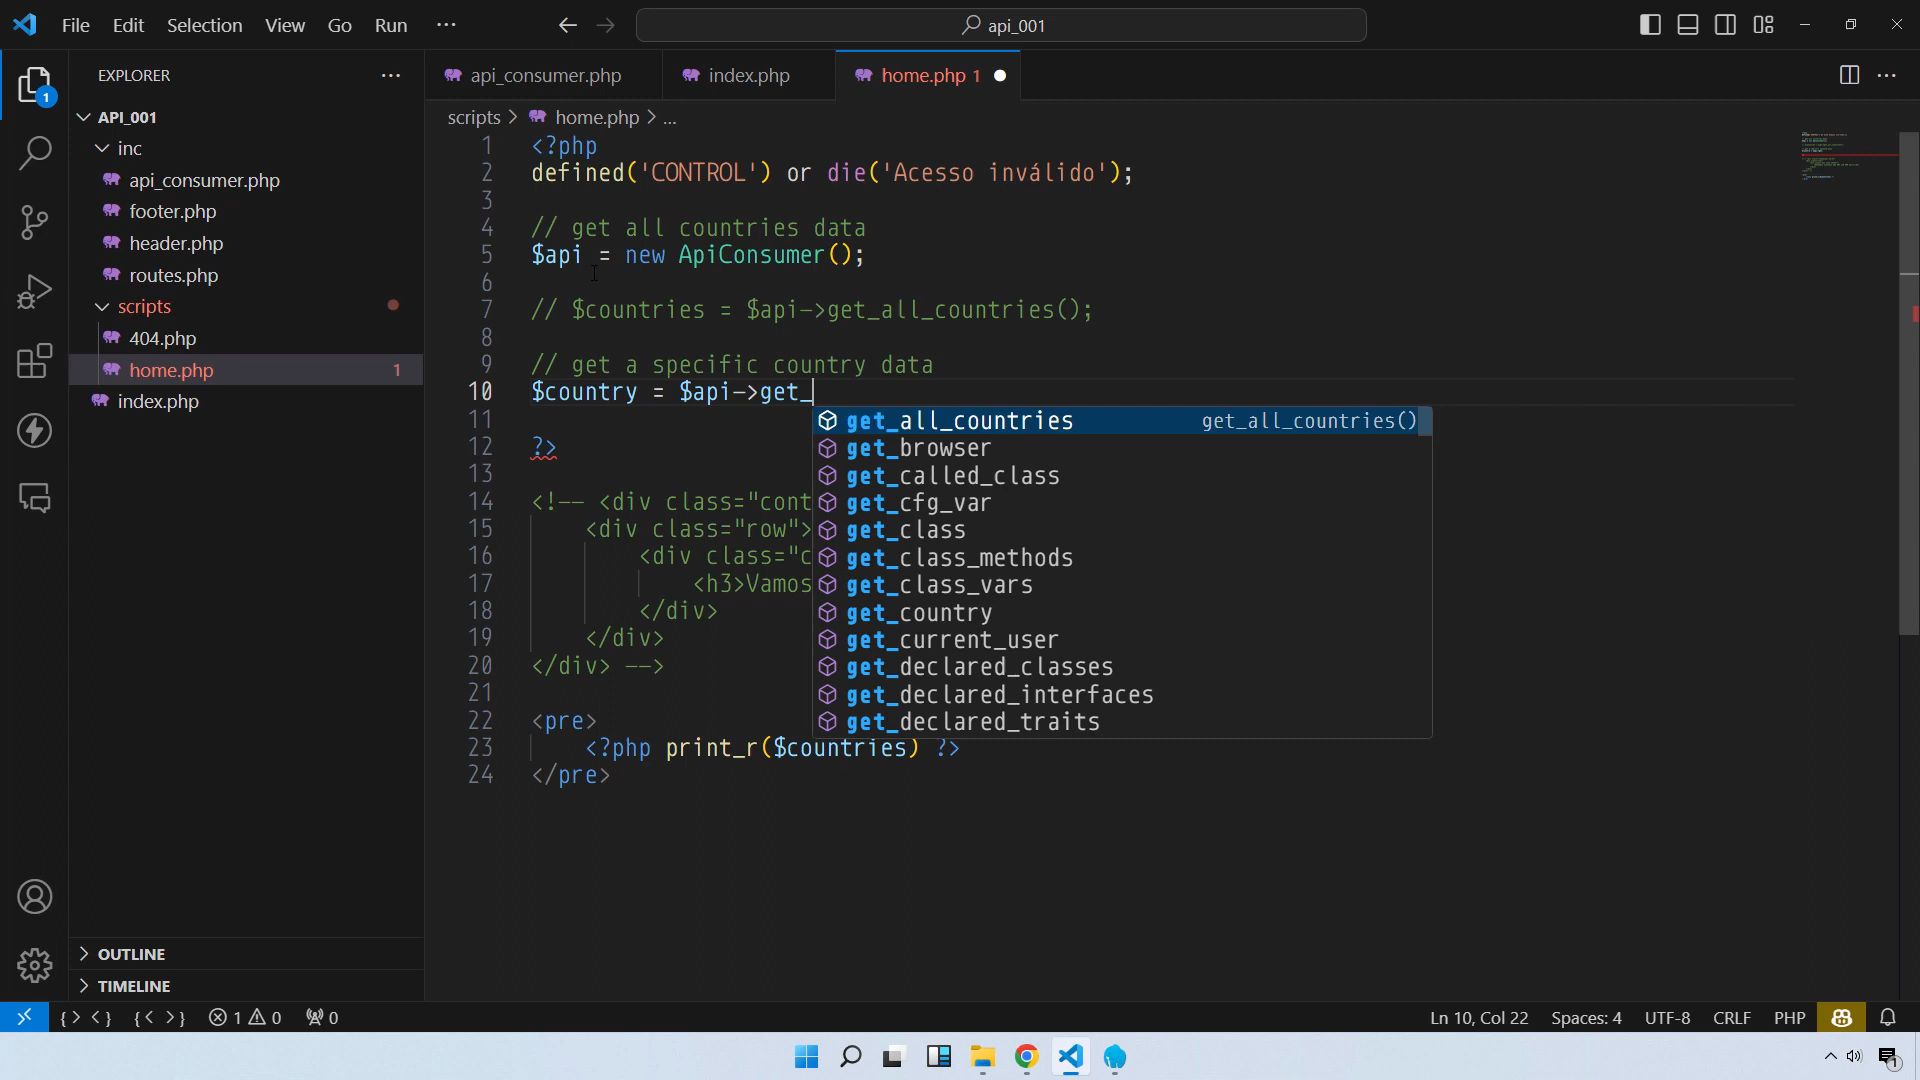 File Edit Selection View Go Run ... api_001
EXPLORER ...
API_001
inc
api_consumer.php
footer.php
header.php
routes.php
scripts
404.php
home.php 1
index.php
OUTLINE
TIMELINE
1
api_consumer.php index.php home.php 1 ...
scripts > home.php > ...
1 <?php
2 defined('CONTROL') or die('Acesso inválido');
3
4 // get all countries data
5 $api = new ApiConsumer();
6
7 // $countries = $api->get_all_countries();
8
9 // get a specific country data
10 $country = $api->get_
11
12 ?>
13
14 <!-- <div class="cont
15 <div class="row">
16 <div class="c
17 <h3>Vamos
18 </div>
19 </div>
20 </div> -->
21
22 <pre>
23 <?php print_r($countries) ?>
24 </pre>
get_all_countries get_all_countries()
get_browser
get_called_class
get_cfg_var
get_class
get_class_methods
get_class_vars
get_country
get_current_user
get_declared_classes
get_declared_interfaces
get_declared_traits
{> <} {< >} 1 0 0 Ln 10, Col 22 Spaces: 4 UTF-8 CRLF PHP
1